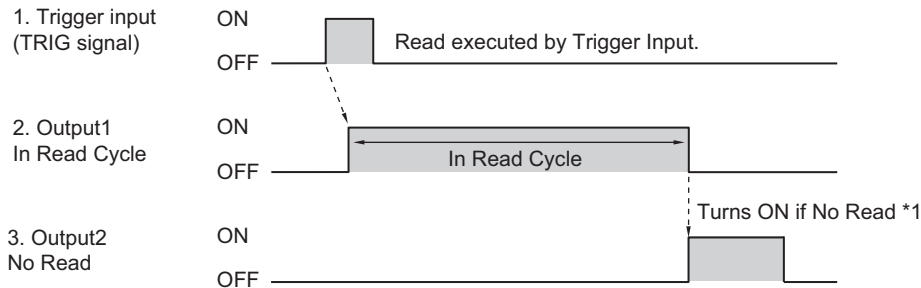 1. Trigger input
(TRIG signal)
ON
OFF
Read executed by Trigger Input.
2. Output1
In Read Cycle
ON
OFF
In Read Cycle
Turns ON if No Read *1
3. Output2
No Read
ON
OFF